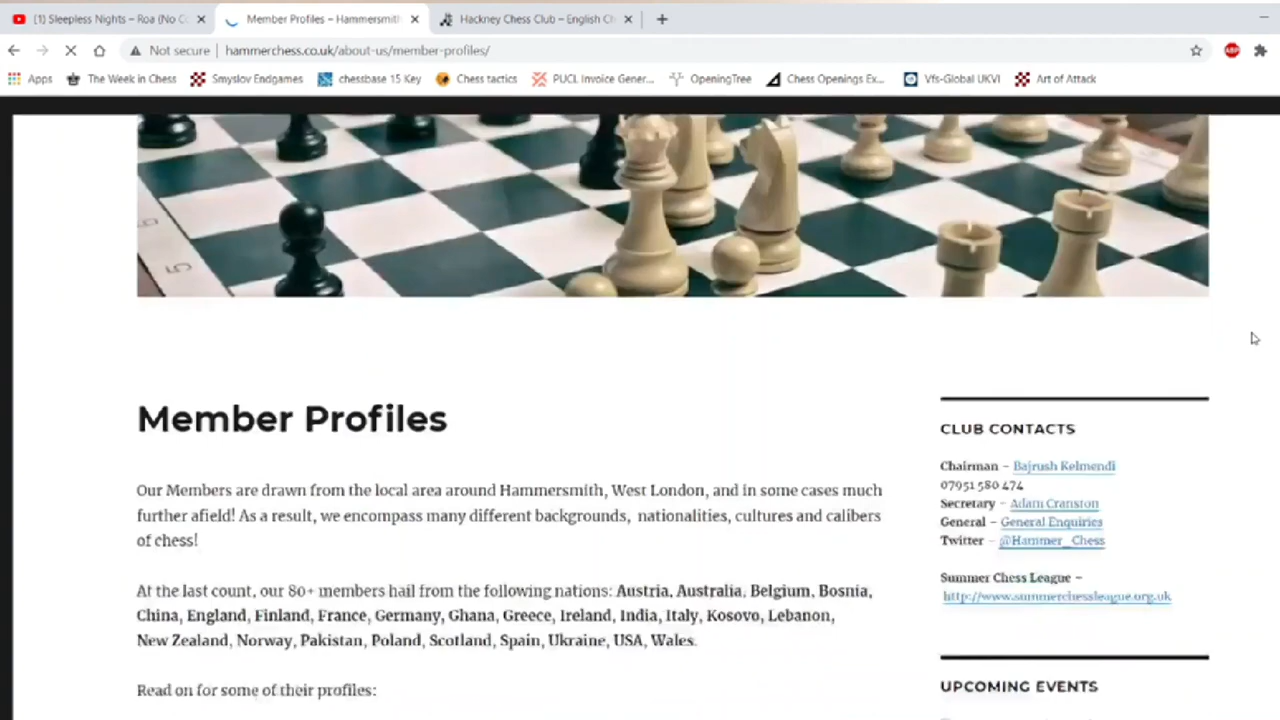 (1) Sleepless Nights – Roa (No C
Member Profiles – Hammersmith
Hackney Chess Club – English Ch
Not secure | hammerchess.co.uk/about-us/member-profiles/
ABP
Apps The Week in Chess Smyslov Endgames chessbase 15 Key Chess tactics PUCL Invoice Gener... OpeningTree Chess Openings Ex... Vfs-Global UKVI Art of Attack
5
Member Profiles
Our Members are drawn from the local area around Hammersmith, West London, and in some cases much
further afield! As a result, we encompass many different backgrounds, nationalities, cultures and calibers
of chess!
At the last count, our 80+ members hail from the following nations: Austria, Australia, Belgium, Bosnia,
China, England, Finland, France, Germany, Ghana, Greece, Ireland, India, Italy, Kosovo, Lebanon,
New Zealand, Norway, Pakistan, Poland, Scotland, Spain, Ukraine, USA, Wales.
Read on for some of their profiles:
CLUB CONTACTS
Chairman – Bajrush Kelmendi
07951 580 474
Secretary – Adam Cranston
General – General Enquiries
Twitter – @Hammer_Chess
Summer Chess League –
http://www.summerchessleague.org.uk
UPCOMING EVENTS